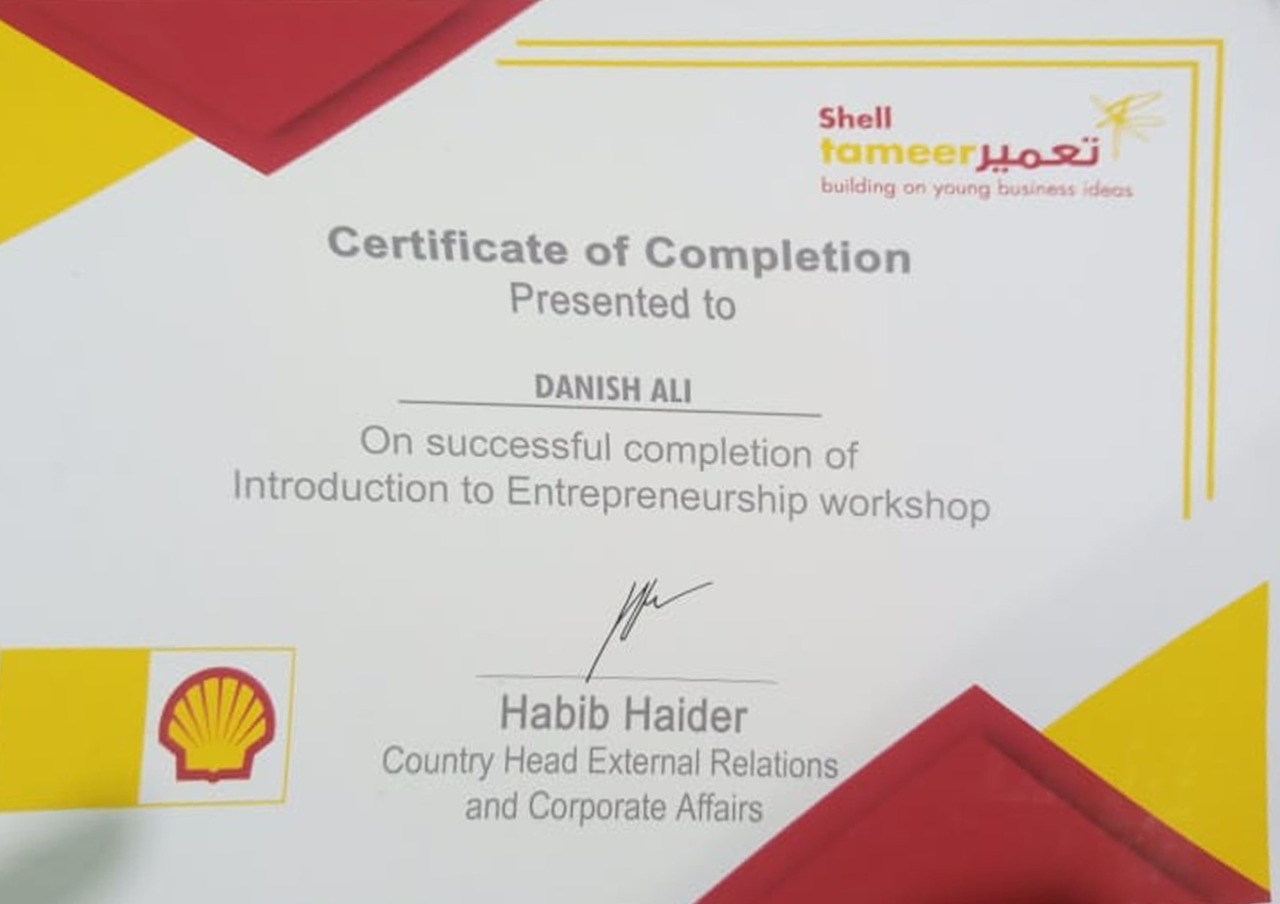 Shell
tameer تعمير
building on young business ideas
Certificate of Completion
Presented to
DANISH ALI
On successful completion of
Introduction to Entrepreneurship workshop
Habib Haider
Country Head External Relations
and Corporate Affairs